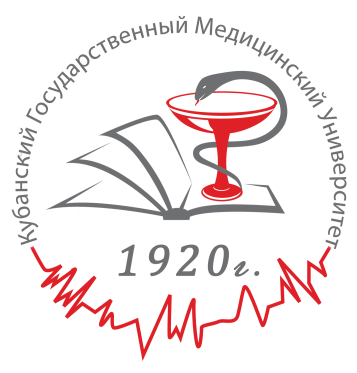 Кубанский Государственный Медицинский Университет
1920г.